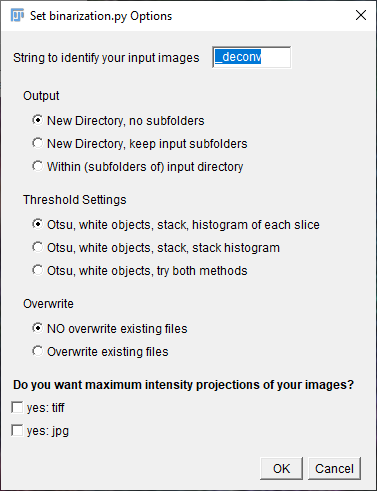 Set binarization.py Options
String to identify your input images _deconv
Output
New Directory, no subfolders
New Directory, keep input subfolders
Within (subfolders of) input directory
Threshold Settings
Otsu, white objects, stack, histogram of each slice
Otsu, white objects, stack, stack histogram
Otsu, white objects, try both methods
Overwrite
NO overwrite existing files
Overwrite existing files
Do you want maximum intensity projections of your images?
yes: tiff
yes: jpg
OK Cancel